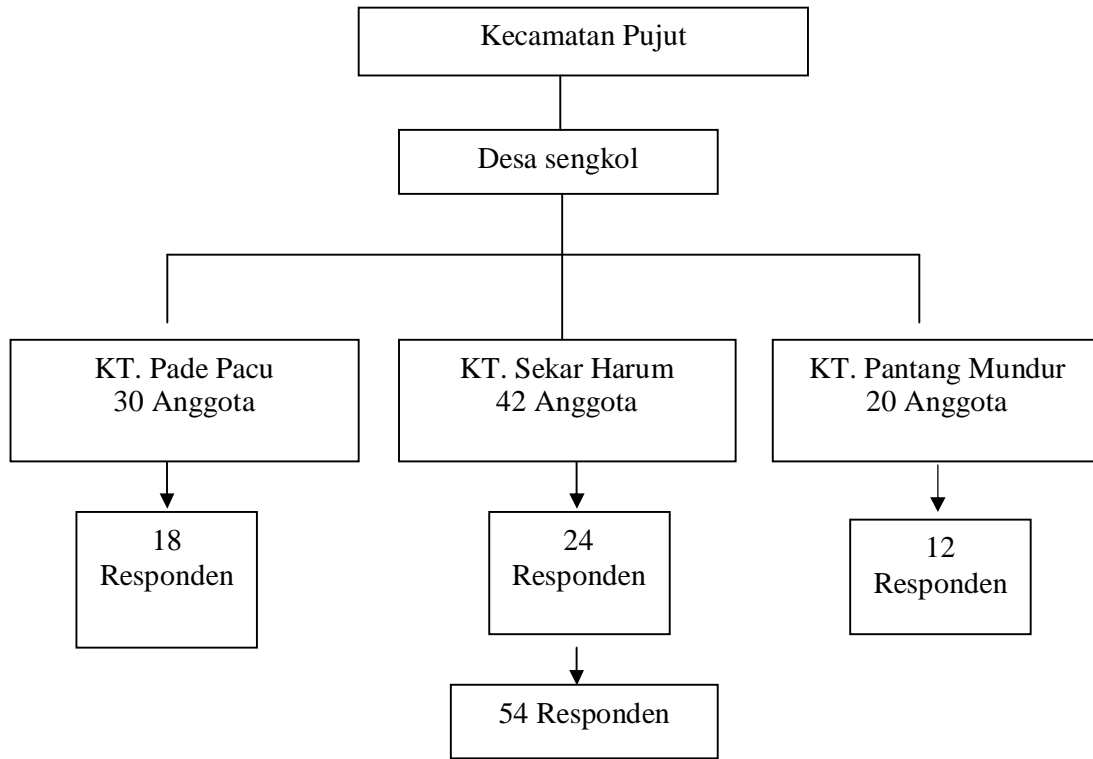 Kecamatan Pujut
Desa sengkol
KT. Pade Pacu
30 Anggota
KT. Sekar Harum
42 Anggota
KT. Pantang Mundur
20 Anggota
18
Responden
24
Responden
12
Responden
54 Responden